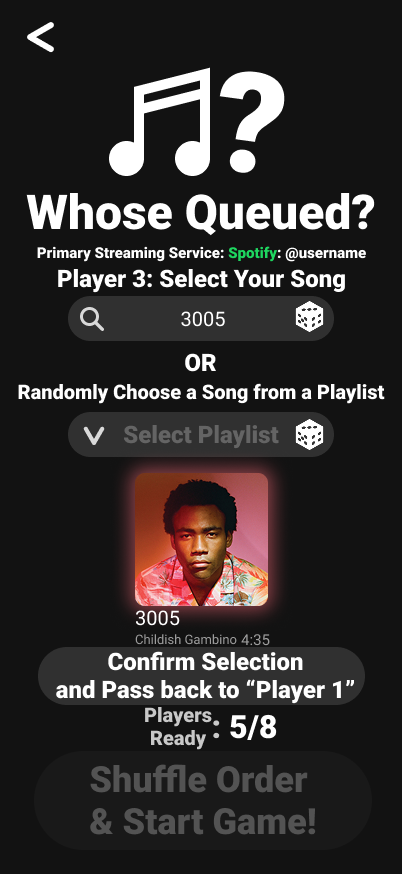 Whose Queued?
Primary Streaming Service: Spotify: @username
Player 3: Select Your Song
3005
OR
Randomly Choose a Song from a Playlist
Select Playlist
3005
Childish Gambino 4:35
Confirm Selection
and Pass back to “Player 1”
Players
Ready : 5/8
Shuffle Order
& Start Game!